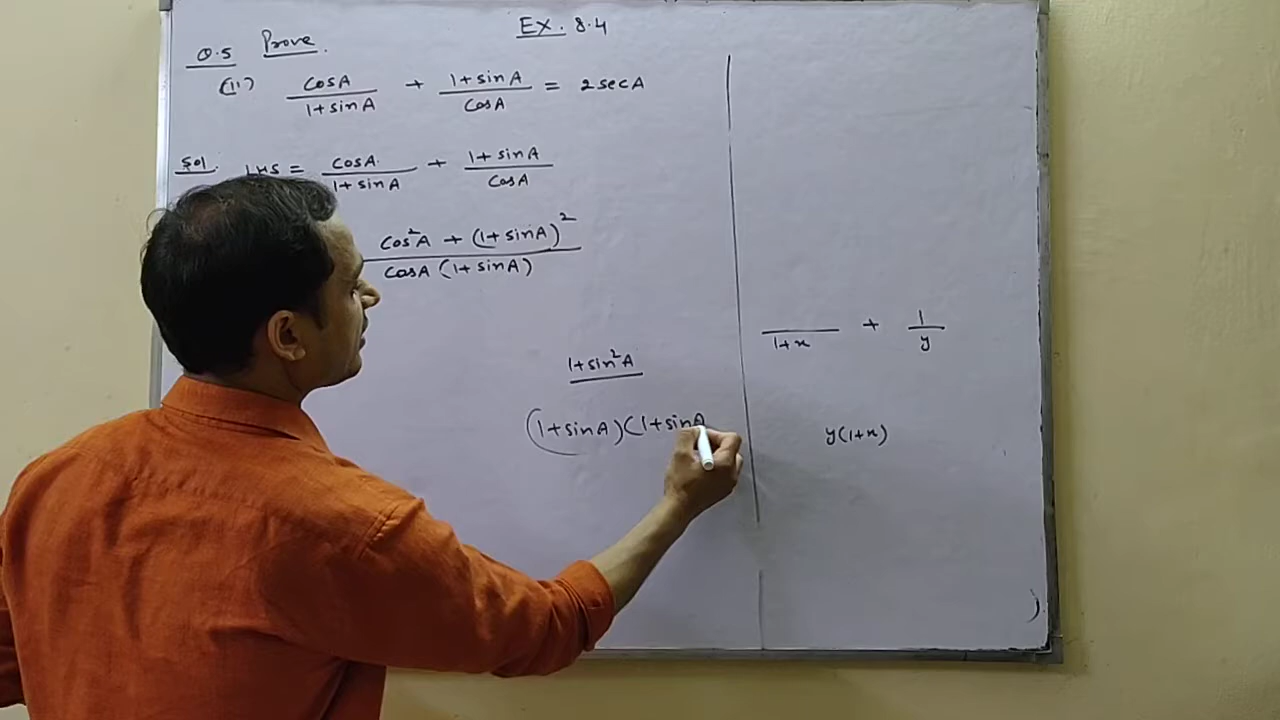 EX. 8.4
Q.5 Prove.
(ii) cosA/1+sinA + 1+sinA/cosA = 2secA
Sol. LHS = cosA/1+sinA + 1+sinA/cosA
cos²A + (1+sinA)²/cosA(1+sinA)
1+sin²A
(1+sinA)(1+sinA
1+x + 1/y
y(1+x)
)